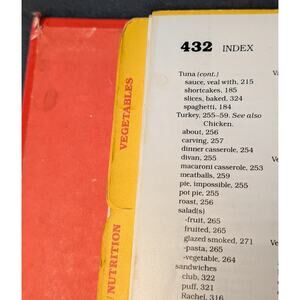 432 INDEX
Tuna (cont.)
sauce, veal with, 215
shortcakes, 185
slices, baked, 324
spaghetti, 184
Turkey, 255–59. See also
Chicken.
about, 256
carving, 257
dinner casserole, 254
divan, 255
macaroni casserole, 253
meatballs, 259
pie, impossible, 255
pot pie, 255
roast, 256
salad(s)
-fruit, 265
fruited, 265
glazed smoked, 271
-pasta, 265
-vegetable, 264
sandwiches
club, 322
puff, 321
Rachel, 316
Ve
Ve
Ve
VEGETABLES
/NUTRITION